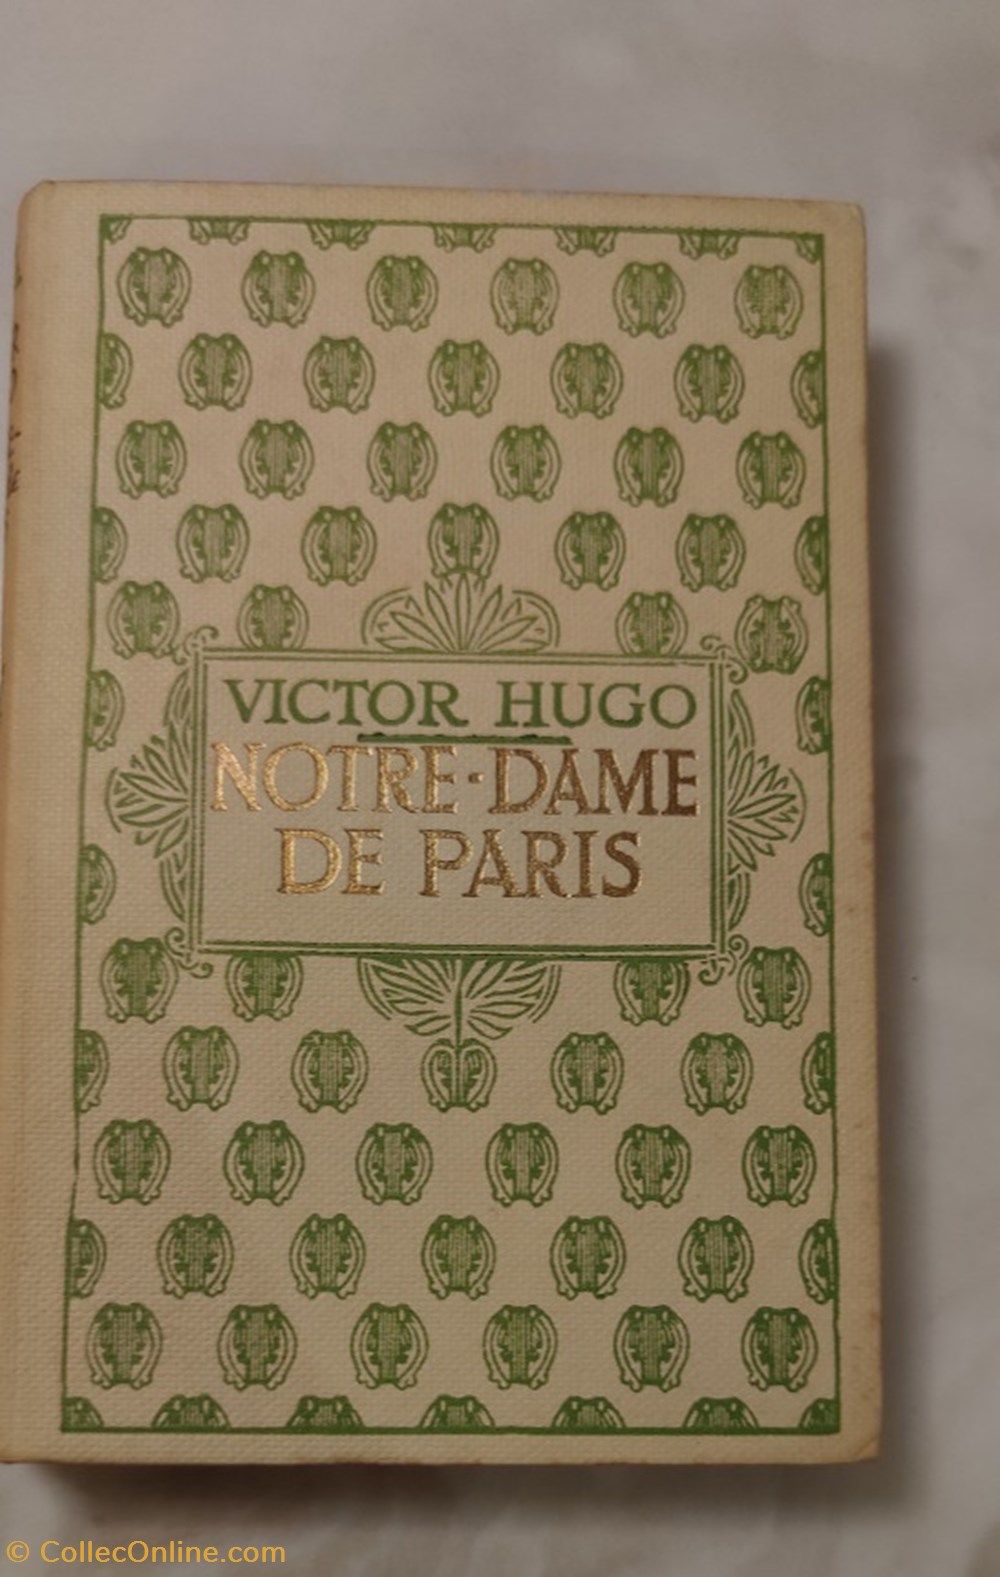 VICTOR HUGO
NOTRE-DAME
DE PARIS
© CollecOnline.com